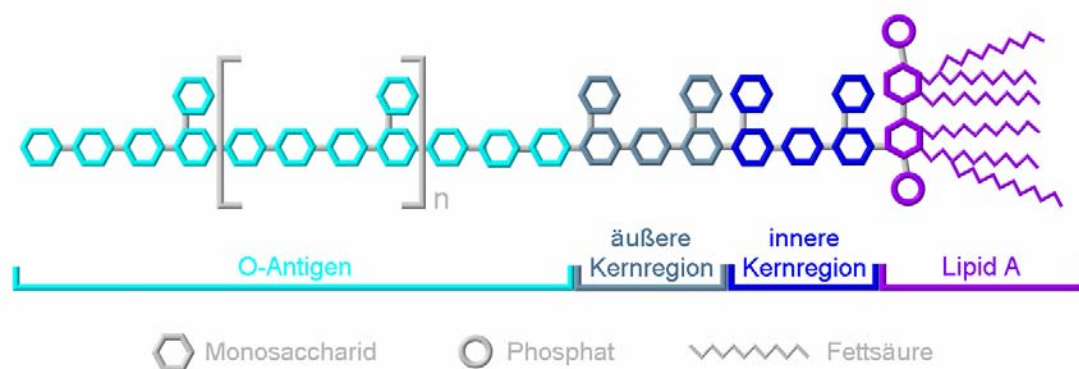 n
O-Antigen
äußere
Kernregion
innere
Kernregion
Lipid A
Monosaccharid
Phosphat
Fettsäure